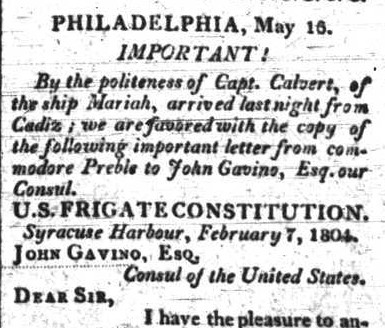 PHILADELPHIA, May 16.
IMPORTANT!
By the politeness of Capt. Calvert, of
the ship Mariah, arrived last night from
Cadiz; we are favored with the copy of
the following important letter from com-
modore Preble to John Gavino, Esq. our
Consul.
U.S. FRIGATE CONSTITUTION.
Syracuse Harbour, February 7, 1804.
JOHN GAVINO, ESQ.
Consul of the United States.
DEAR SIR,
I have the pleasure to an-